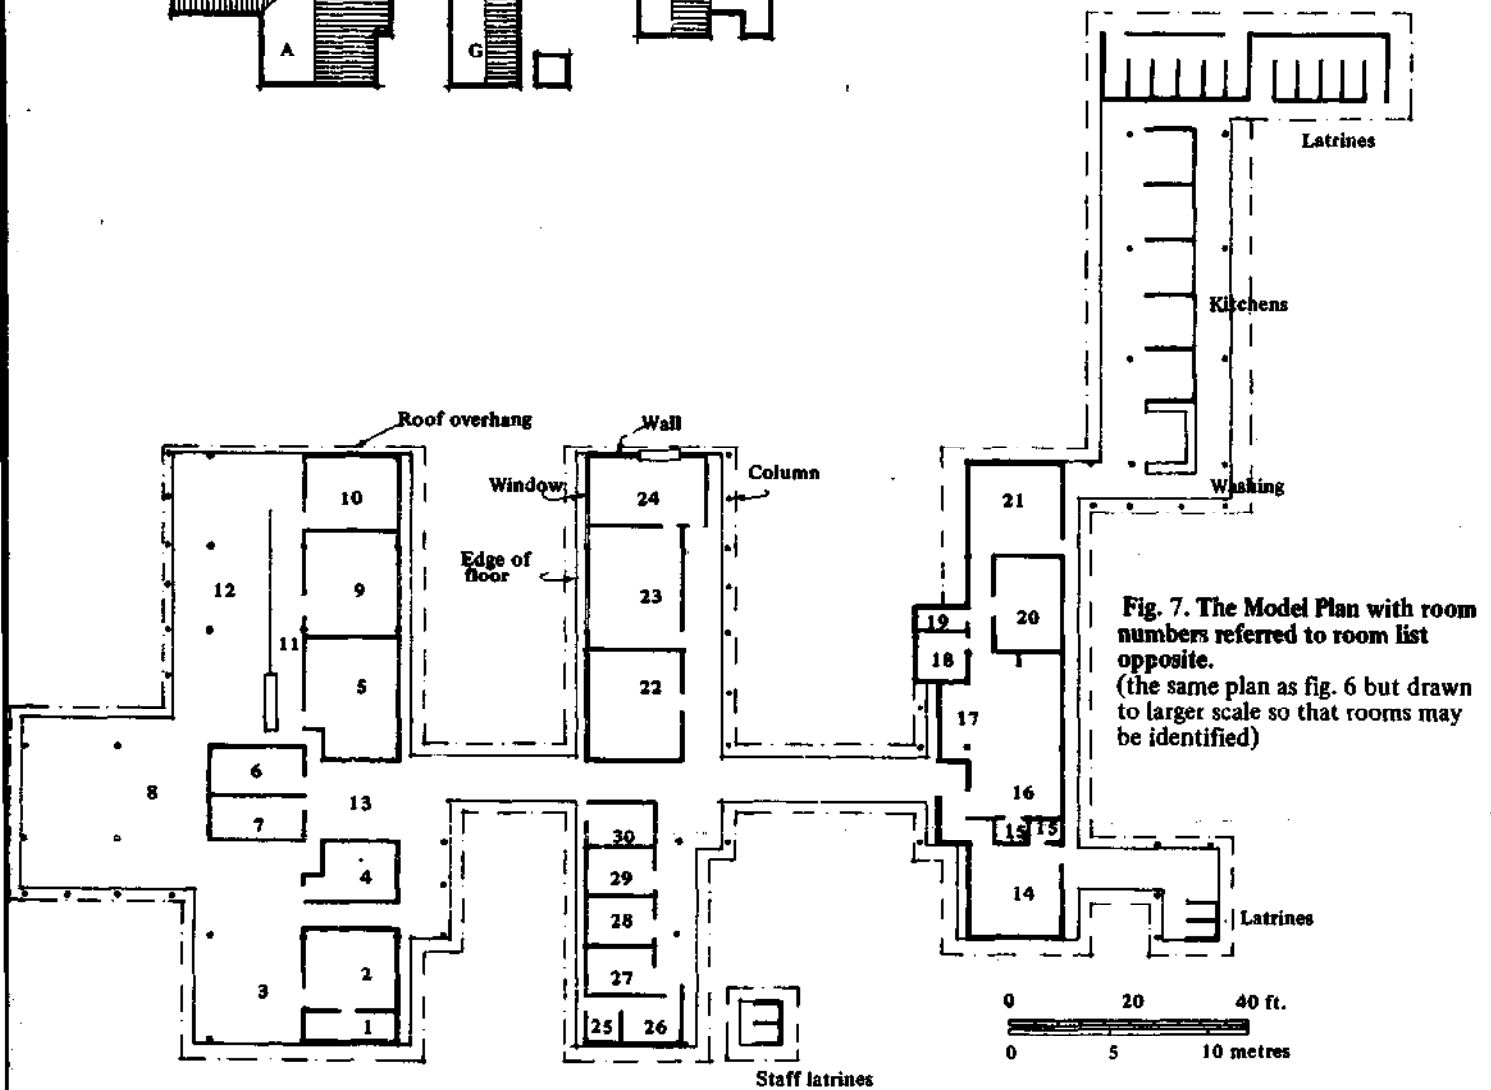 A
G
Latrines
Kitchens
Washing
Roof overhang
Wall
Window
Column
Edge of
floor
10
24
21
12
9
23
19
20
18
11
5
22
17
6
8
13
7
16
30
15
15
4
29
14
28
2
27
3
1
25
26
Latrines
Staff latrines
Fig. 7. The Model Plan with room
numbers referred to room list
opposite.
(the same plan as fig. 6 but drawn
to larger scale so that rooms may
be identified)
0 20 40 ft.
0 5 10 metres